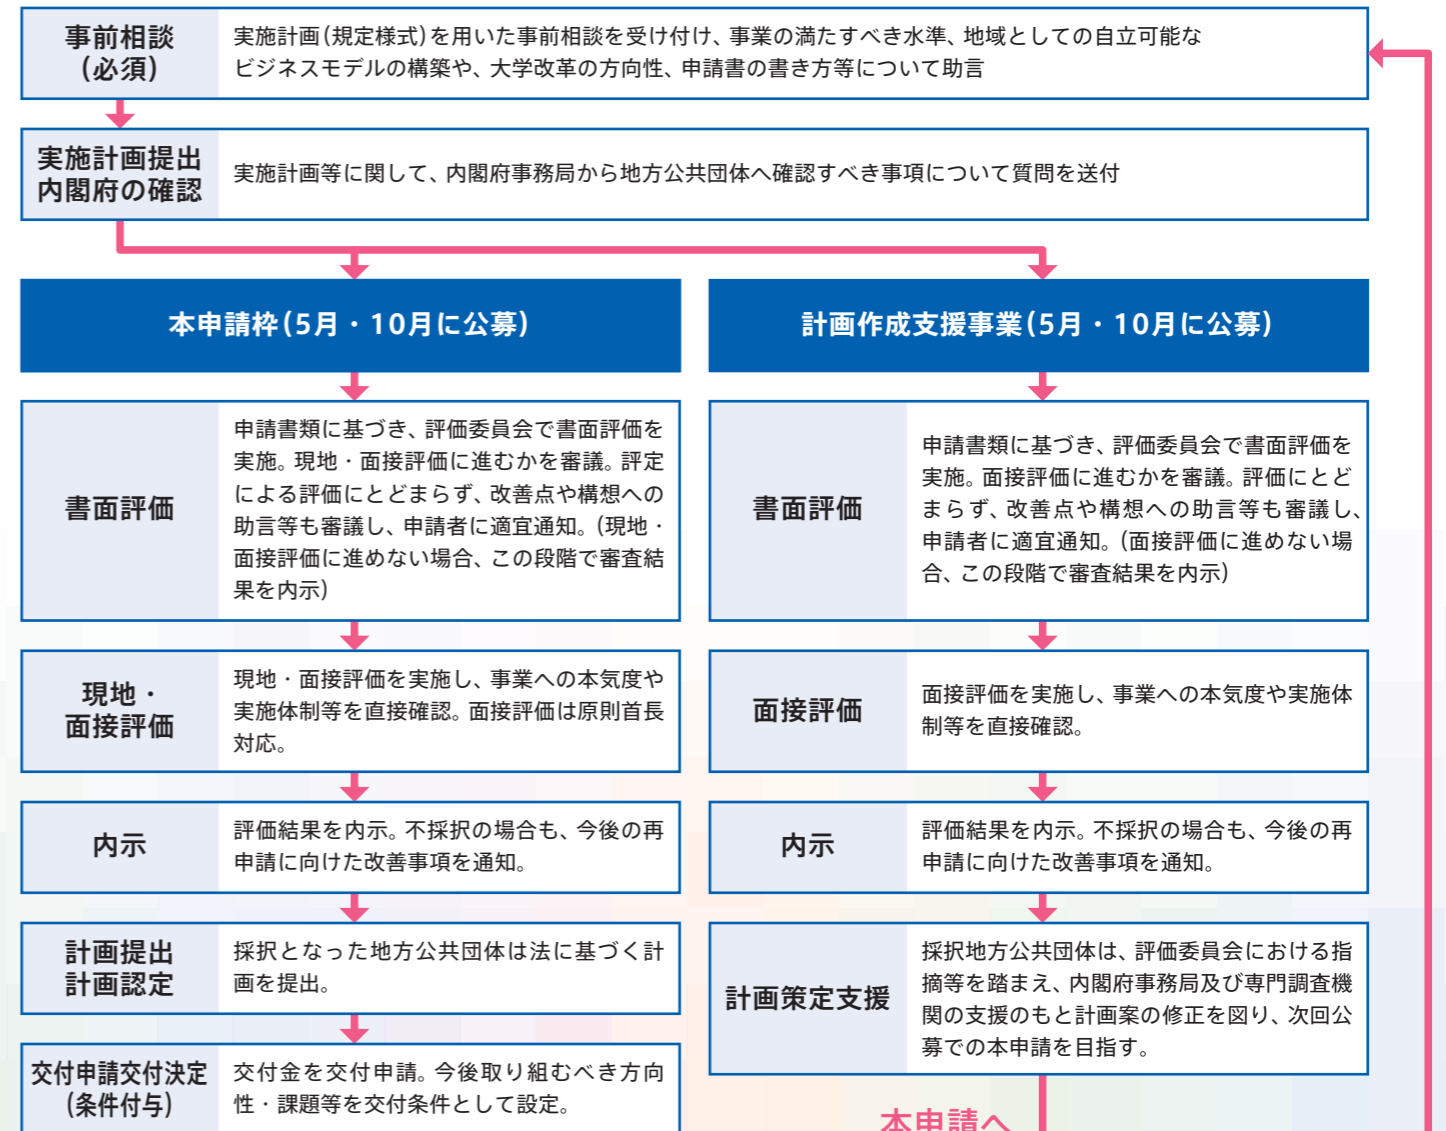 事前相談
(必須)
実施計画(規定様式)を用いた事前相談を受け付け、事業の満たすべき水準、地域としての自立可能な
ビジネスモデルの構築や、大学改革の方向性、申請書の書き方等について助言
実施計画提出
内閣府の確認
実施計画等に関して、内閣府事務局から地方公共団体へ確認すべき事項について質問を送付
本申請枠(5月・10月に公募)
書面評価
申請書類に基づき、評価委員会で書面評価を
実施。現地・面接評価に進むかを審議。評定
による評価にとどまらず、改善点や構想への
助言等も審議し、申請者に適宜通知。(現地・
面接評価に進めない場合、この段階で審査結
果を内示)
現地・
面接評価
現地・面接評価を実施し、事業への本気度や
実施体制等を直接確認。面接評価は原則首長
対応。
内示
評価結果を内示。不採択の場合も、今後の再
申請に向けた改善事項を通知。
計画提出
計画認定
採択となった地方公共団体は法に基づく計
画を提出。
交付申請交付決定
(条件付与)
交付金を交付申請。今後取り組むべき方向
性・課題等を交付条件として設定。
計画作成支援事業(5月・10月に公募)
書面評価
申請書類に基づき、評価委員会で書面評価を
実施。面接評価に進むかを審議。評価にとど
まらず、改善点や構想への助言等も審議し、
申請者に適宜通知。(面接評価に進めない場
合、この段階で審査結果を内示)
面接評価
面接評価を実施し、事業への本気度や実施体
制等を直接確認。
内示
評価結果を内示。不採択の場合も、今後の再
申請に向けた改善事項を通知。
計画策定支援
採択地方公共団体は、評価委員会における指
摘等を踏まえ、内閣府事務局及び専門調査機
関の支援のもと計画案の修正を図り、次回公
募での本申請を目指す。
本申請へ